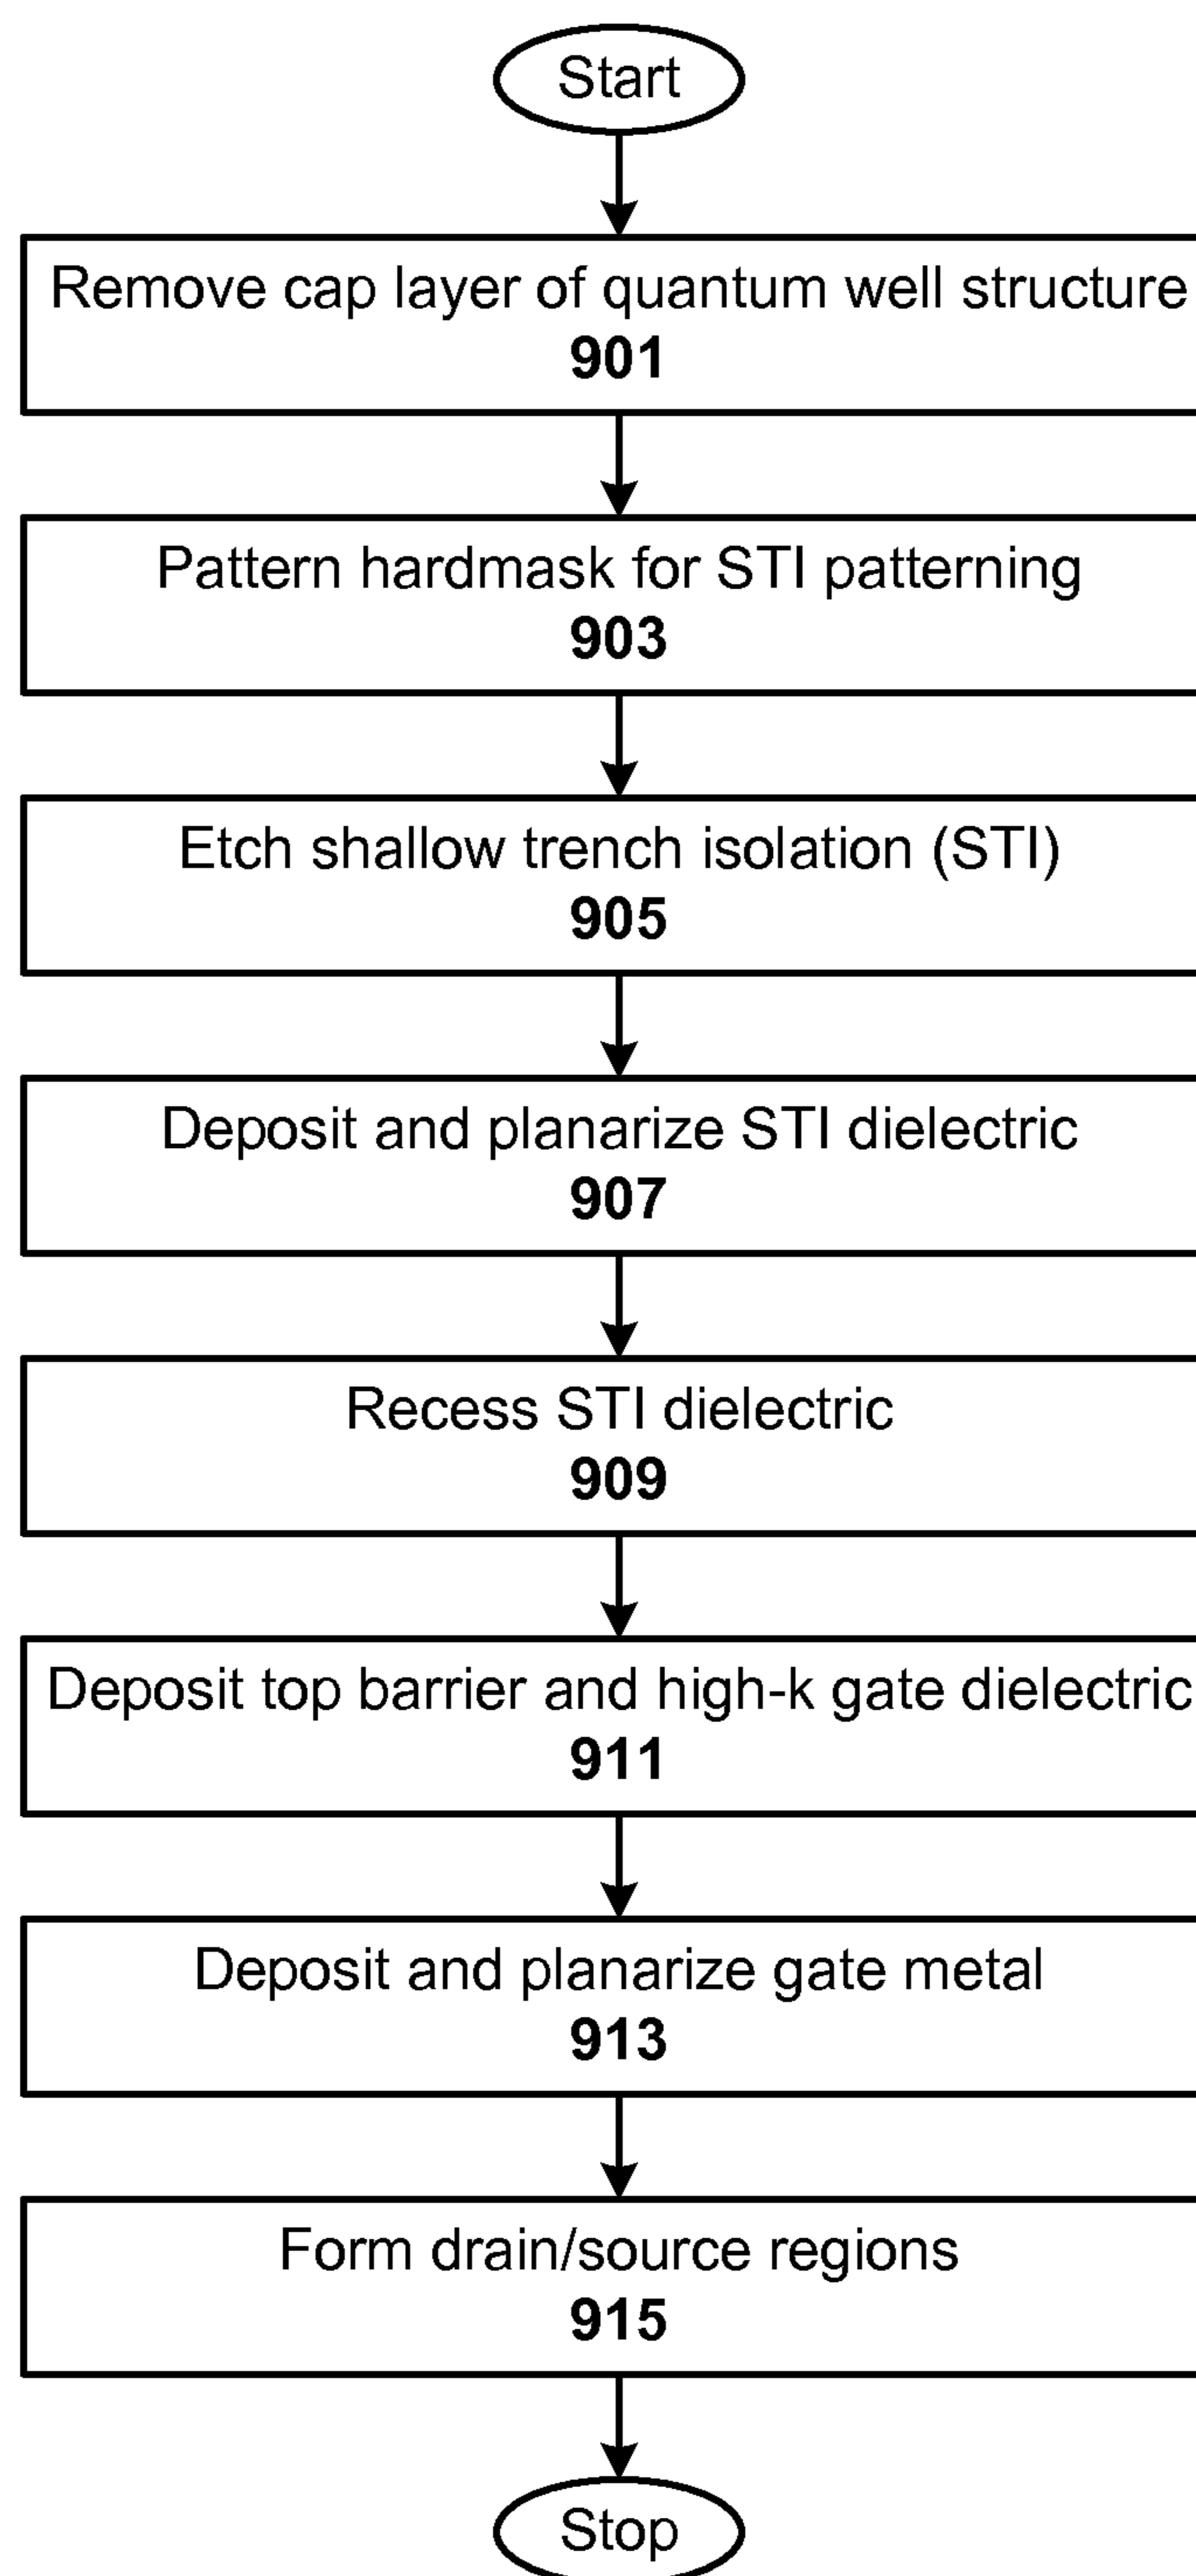 Start
Remove cap layer of quantum well structure
901
Pattern hardmask for STI patterning
903
Etch shallow trench isolation (STI)
905
Deposit and planarize STI dielectric
907
Recess STI dielectric
909
Deposit top barrier and high-k gate dielectric
911
Deposit and planarize gate metal
913
Form drain/source regions
915
Stop